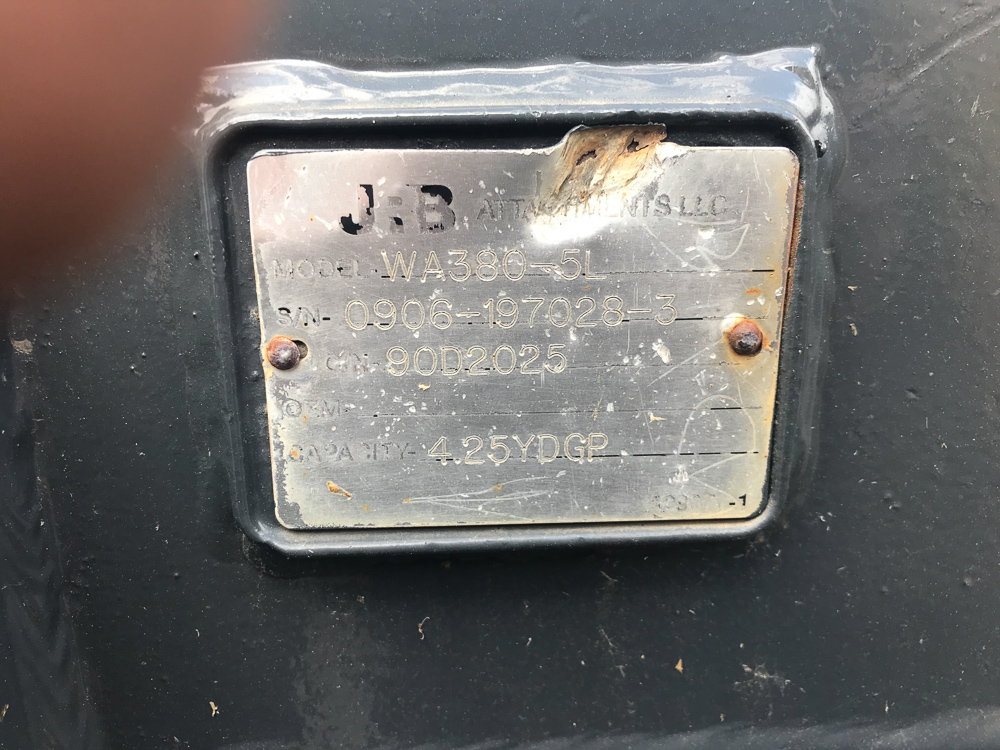 JRB ATTACHMENTS LLC
MODEL- WA380-5L
S/N- 0906-197028-3
90D2025
OEM-
CAPACITY- 4.25YDGP